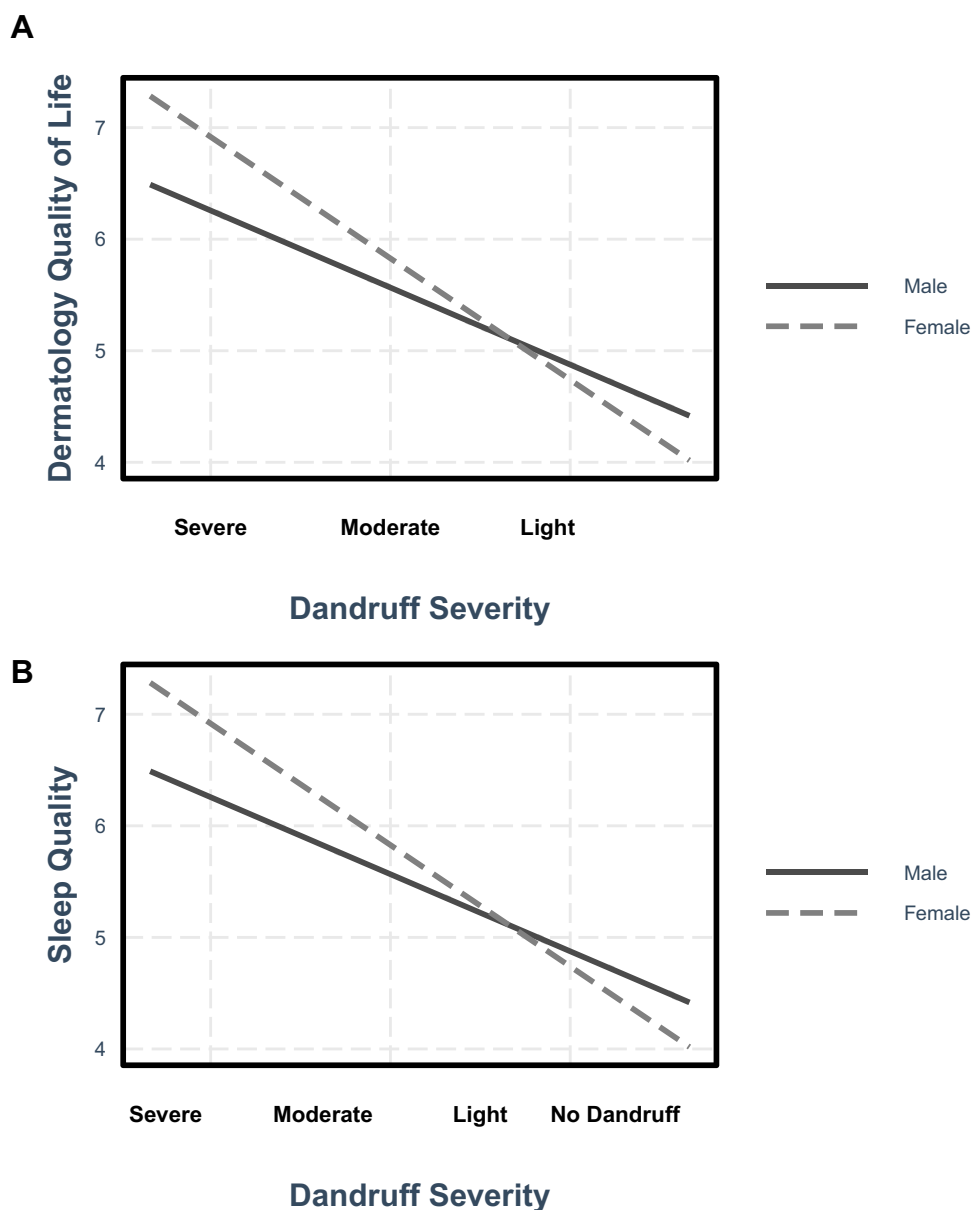 A
Dermatology Quality of Life
7
6
5
4
Male
Female
Severe Moderate Light
Dandruff Severity
B
Sleep Quality
7
6
5
4
Male
Female
Severe Moderate Light No Dandruff
Dandruff Severity